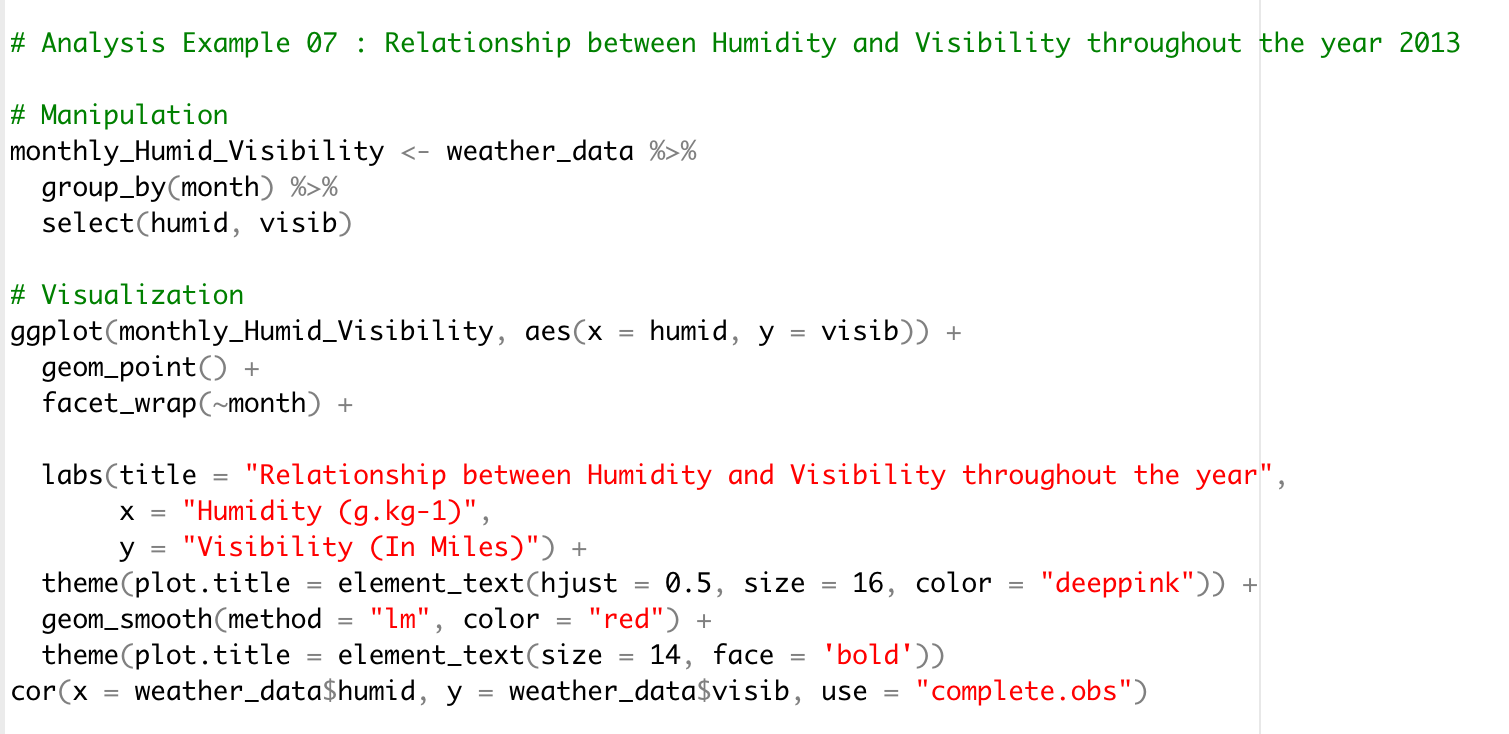 # Analysis Example 07 : Relationship between Humidity and Visibility throughout the year 2013
# Manipulation
monthly_Humid_Visibility <- weather_data %>%
  group_by(month) %>%
  select(humid, visib)
# Visualization
ggplot(monthly_Humid_Visibility, aes(x = humid, y = visib)) +
  geom_point() +
  facet_wrap(~month) +
  labs(title = "Relationship between Humidity and Visibility throughout the year",
       x = "Humidity (g.kg-1)",
       y = "Visibility (In Miles)") +
  theme(plot.title = element_text(hjust = 0.5, size = 16, color = "deeppink")) +
  geom_smooth(method = "lm", color = "red") +
  theme(plot.title = element_text(size = 14, face = 'bold'))
cor(x = weather_data$humid, y = weather_data$visib, use = "complete.obs")